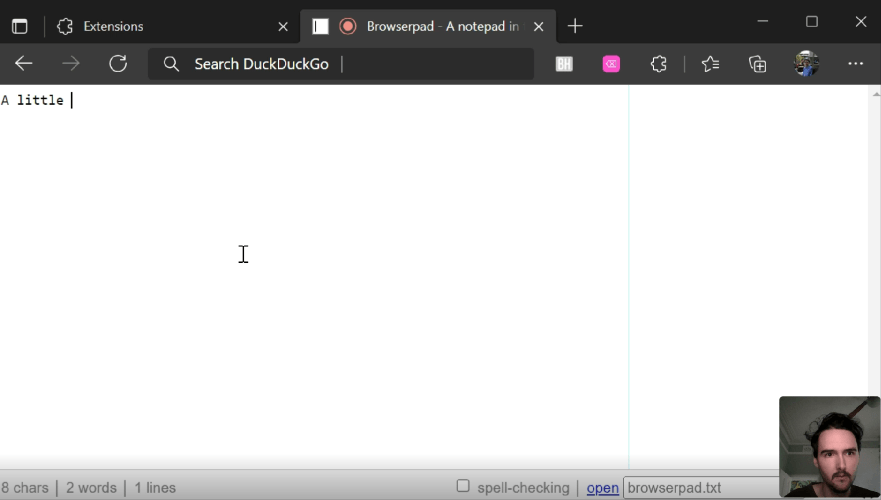 Extensions
Browserpad - A notepad in
Search DuckDuckGo
BH
A little
8 chars | 2 words | 1 lines
spell-checking | open browserpad.txt